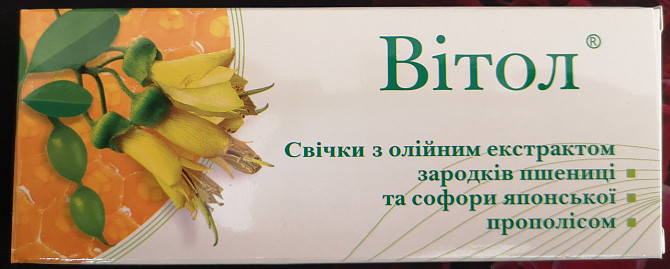 Вітол®
Свічки з олійним екстрактом
зародків пшениці
та софори японської
прополісом